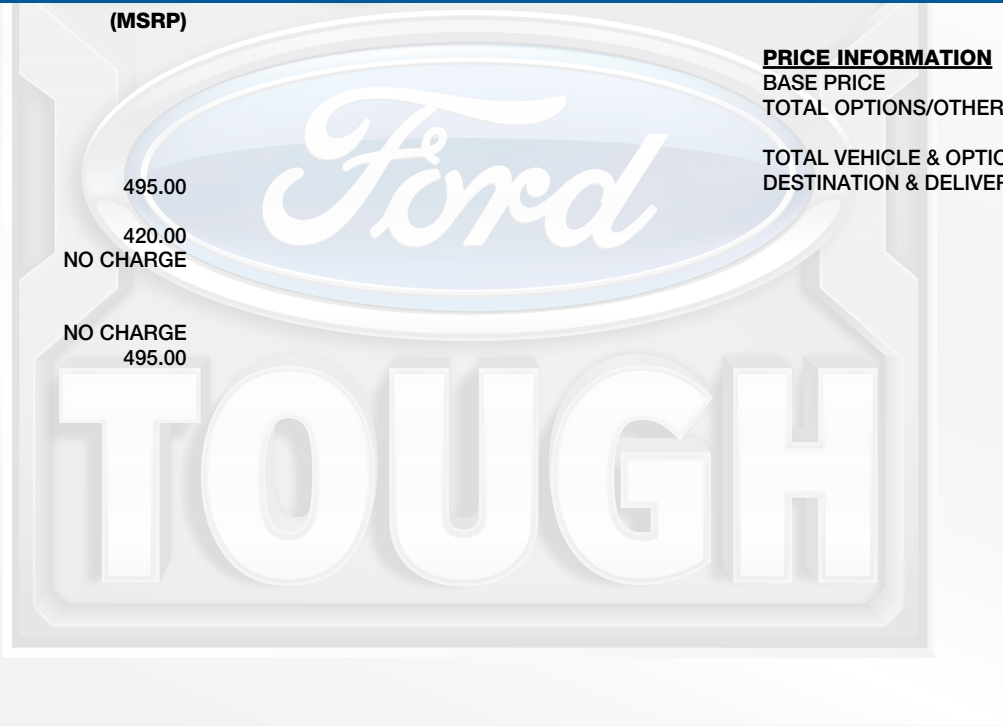 (MSRP)
495.00
420.00
NO CHARGE
NO CHARGE
495.00
PRICE INFORMATION
BASE PRICE
TOTAL OPTIONS/OTHER
TOTAL VEHICLE & OPTIO
DESTINATION & DELIVER
Ford
TOUGH